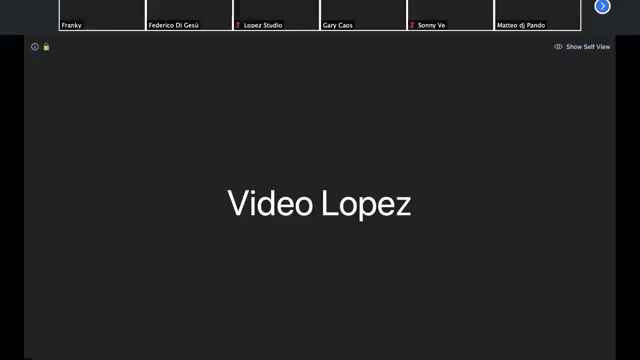 Franky
Federico Di Gesù
Lopez Studio
Gary Caos
Sonny Ve
Matteo dj Pando
Show Self View
Video Lopez